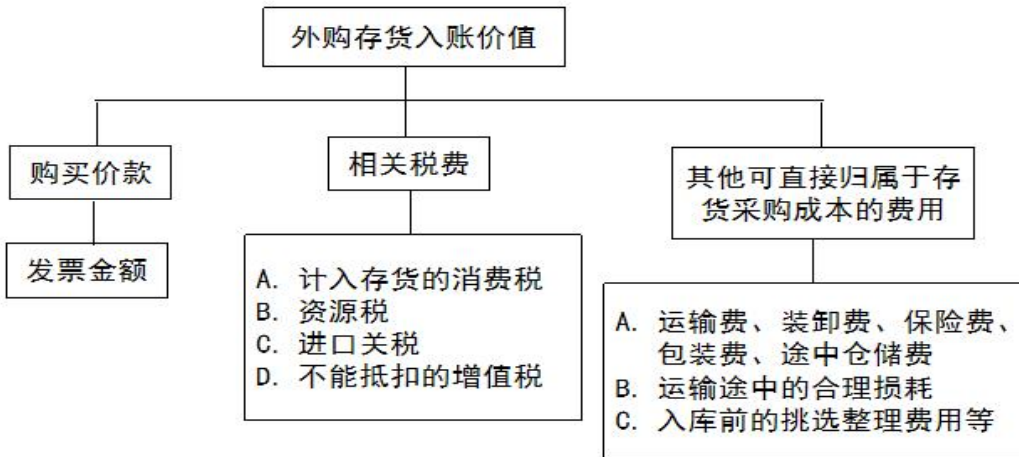 外购存货入账价值
购买价款
发票金额
相关税费
A. 计入存货的消费税
B. 资源税
C. 进口关税
D. 不能抵扣的增值税
其他可直接归属于存
货采购成本的费用
A. 运输费、装卸费、保险费、
包装费、途中仓储费
B. 运输途中的合理损耗
C. 入库前的挑选整理费用等